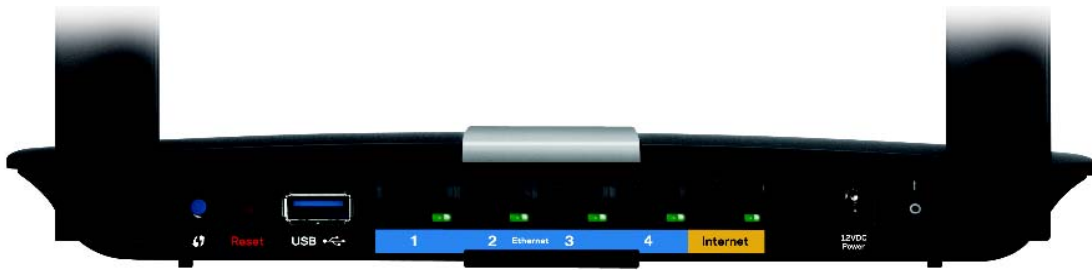 Reset
USB
1 2 Ethernet 3 4 Internet
12VDC
Power
I
O